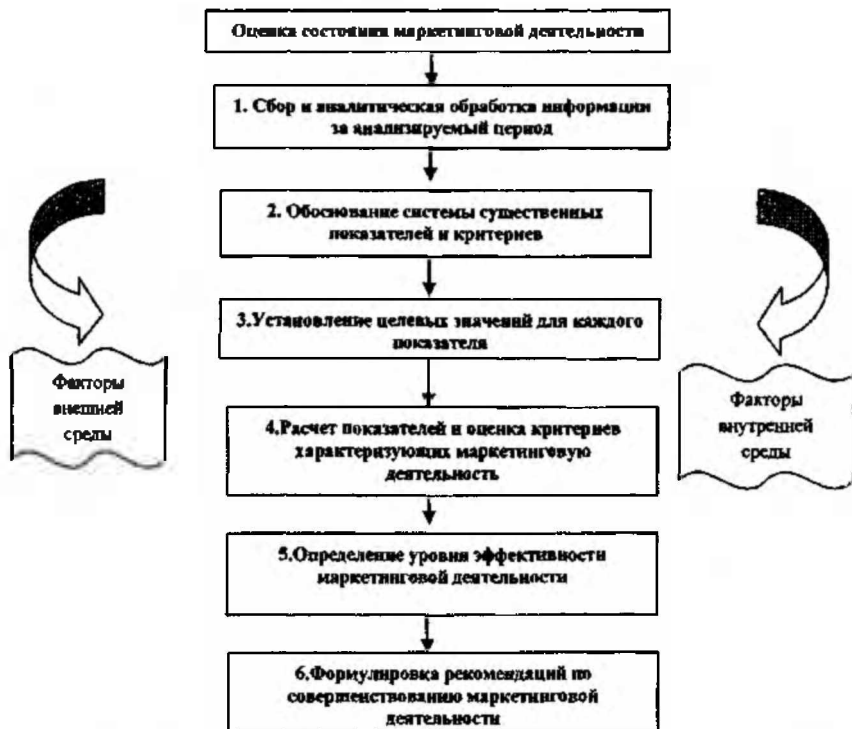 Оценка состояния маркетинговой деятельности
1. Сбор и аналитическая обработка информации
за анализируемый период
2. Обоснование системы существенных
показателей и критериев
3.Установление целевых значений для каждого
показателя
Факторы
внешней
среды
Факторы
внутренней
среды
4.Расчет показателей и оценка критериев
характеризующих маркетинговую
деятельность
5.Определение уровня эффективности
маркетинговой деятельности
6.Формулировка рекомендаций по
совершенствованию маркетинговой
деятельности